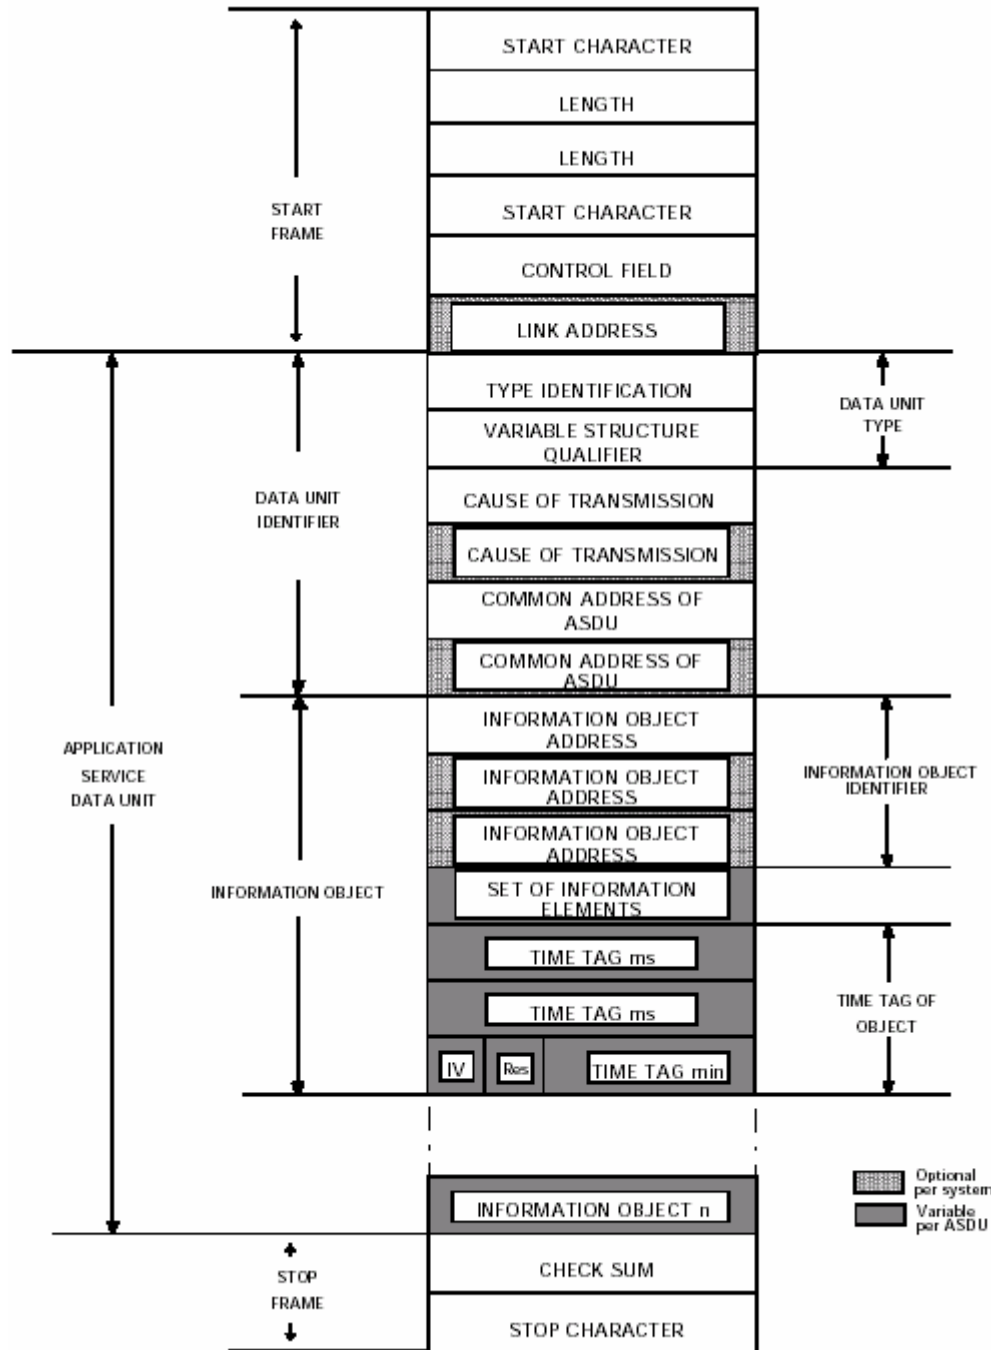 START CHARACTER
LENGTH
LENGTH
START
FRAME
START CHARACTER
CONTROL FIELD
LINK ADDRESS
TYPE IDENTIFICATION
DATA UNIT
TYPE
VARIABLE STRUCTURE
QUALIFIER
DATA UNIT
IDENTIFIER
CAUSE OF TRANSMISSION
CAUSE OF TRANSMISSION
COMMON ADDRESS OF
ASDU
COMMON ADDRESS OF
ASDU
INFORMATION OBJECT
ADDRESS
APPLICATION
SERVICE
DATA UNIT
INFORMATION OBJECT
ADDRESS
INFORMATION OBJECT
IDENTIFIER
INFORMATION OBJECT
ADDRESS
INFORMATION OBJECT
SET OF INFORMATION
ELEMENTS
TIME TAG ms
TIME TAG ms
TIME TAG OF
OBJECT
IV
Res
TIME TAG min
Optional
per system
Variable
per ASDU
INFORMATION OBJECT n
STOP
FRAME
CHECK SUM
STOP CHARACTER